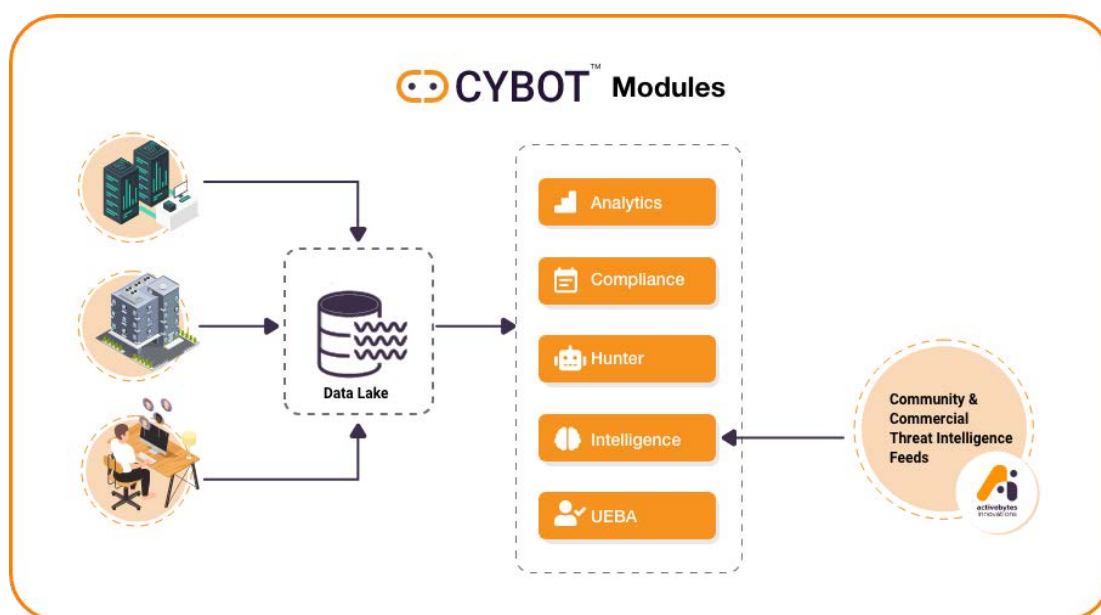 CYBOT™ Modules
Data Lake
Analytics
Compliance
Hunter
Intelligence
UEBA
Community &
Commercial
Threat Intelligence
Feeds
activebytes
innovations